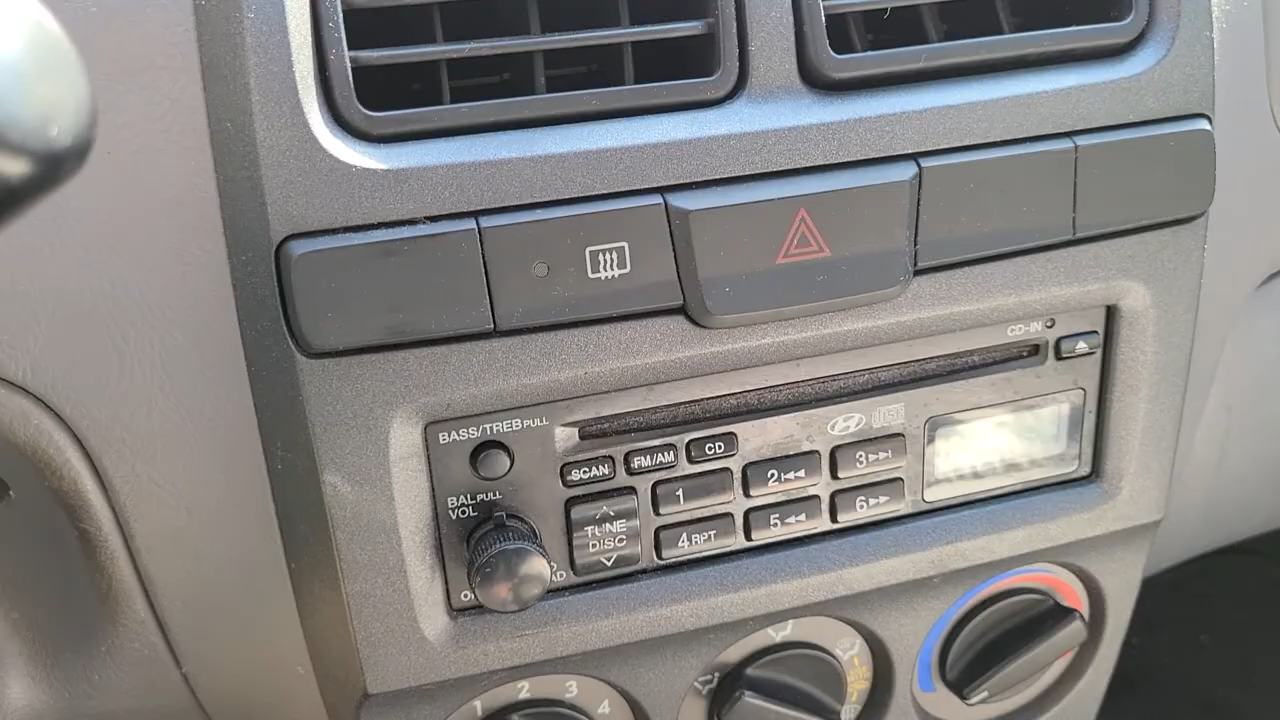 CD-IN
BASS/TREB PULL
disc
SCAN
FM/AM
CD
BAL PULL
VOL
1
2
3
TUNE
DISC
4 RPT
5
6
1 2 3 4